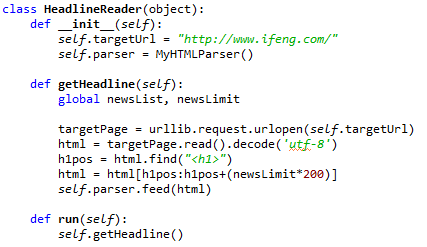 class HeadlineReader(object):
    def __init__(self):
        self.targetUrl = "http://www.ifeng.com/"
        self.parser = MyHTMLParser()

    def getHeadline(self):
        global newsList, newsLimit

        targetPage = urllib.request.urlopen(self.targetUrl)
        html = targetPage.read().decode('utf-8')
        h1pos = html.find("<h1>")
        html = html[h1pos:h1pos+(newsLimit*200)]
        self.parser.feed(html)

    def run(self):
        self.getHeadline()